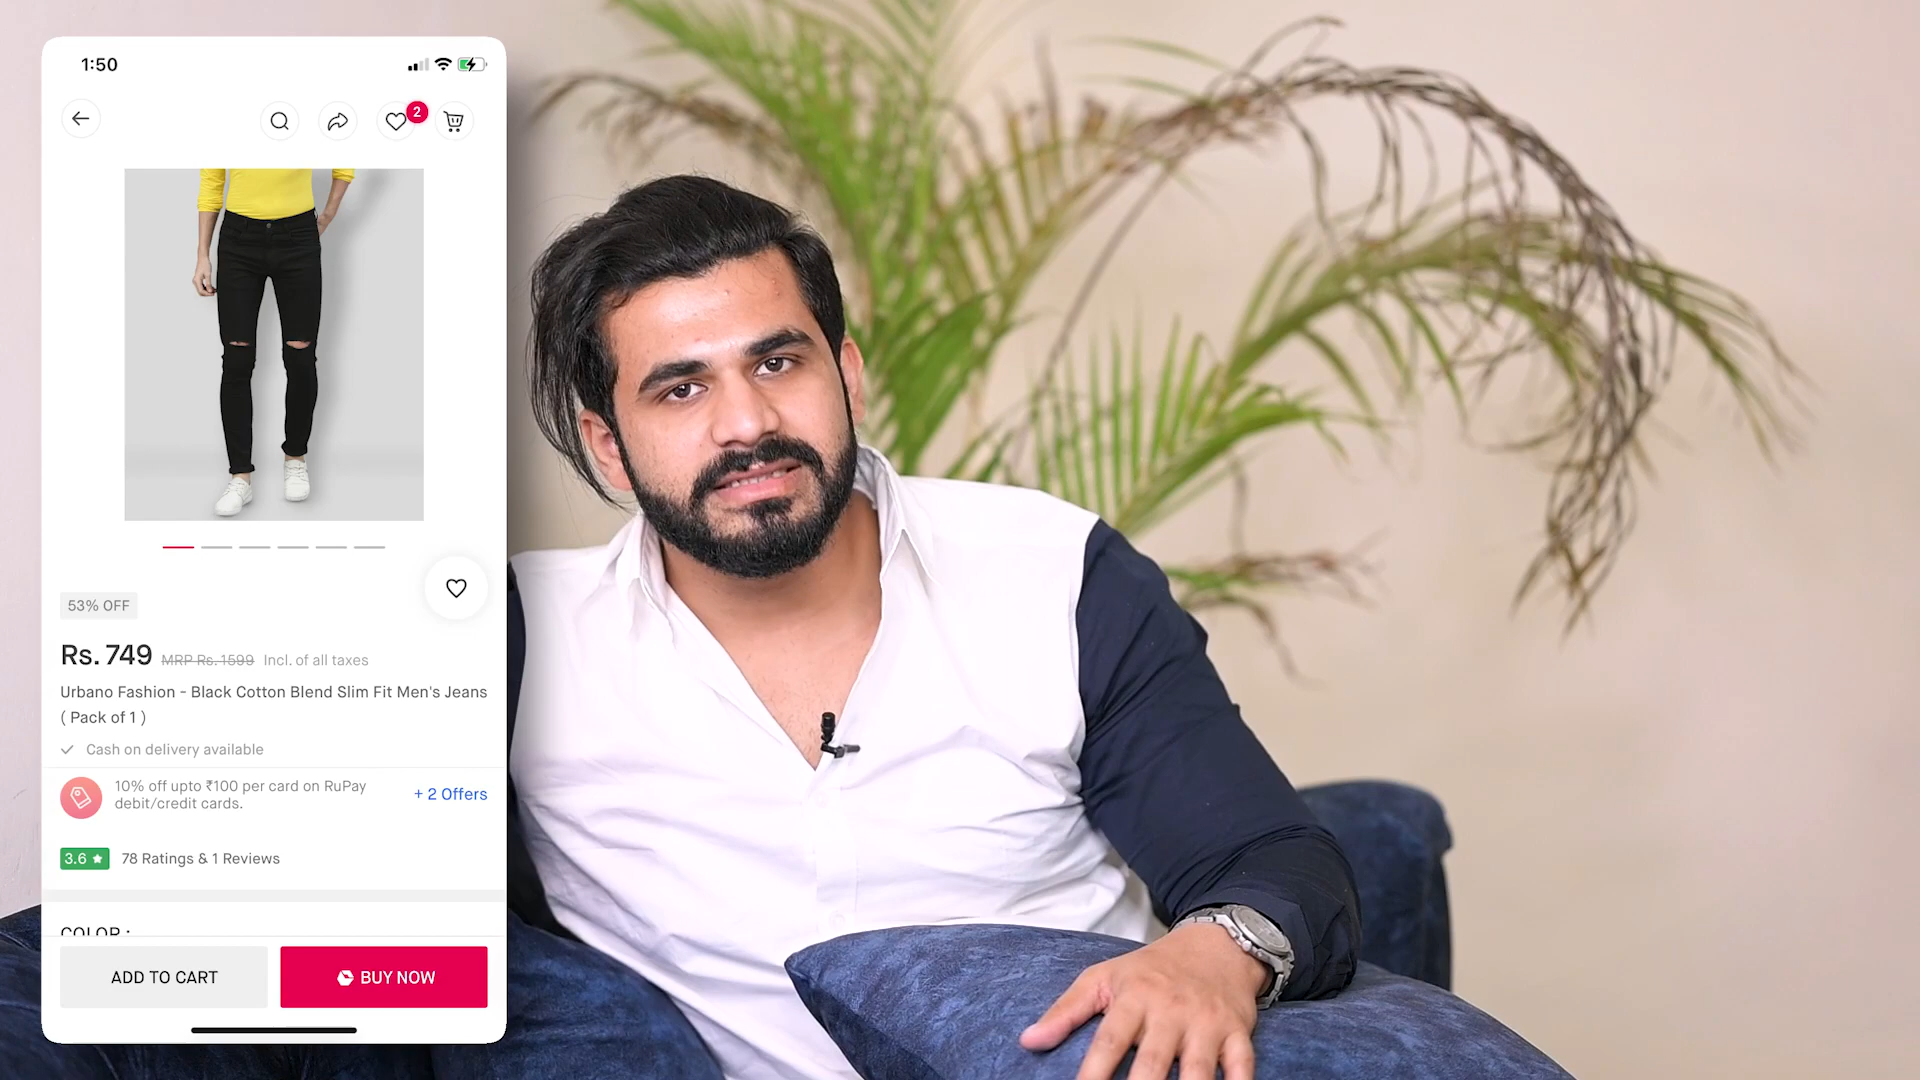 1:50
2
53% OFF
Rs. 749 MRP Rs. 1599 Incl. of all taxes
Urbano Fashion - Black Cotton Blend Slim Fit Men's Jeans
( Pack of 1 )
Cash on delivery available
10% off upto ₹100 per card on RuPay
debit/credit cards.
+ 2 Offers
3.6 ★ 78 Ratings & 1 Reviews
COLOR :
ADD TO CART
BUY NOW